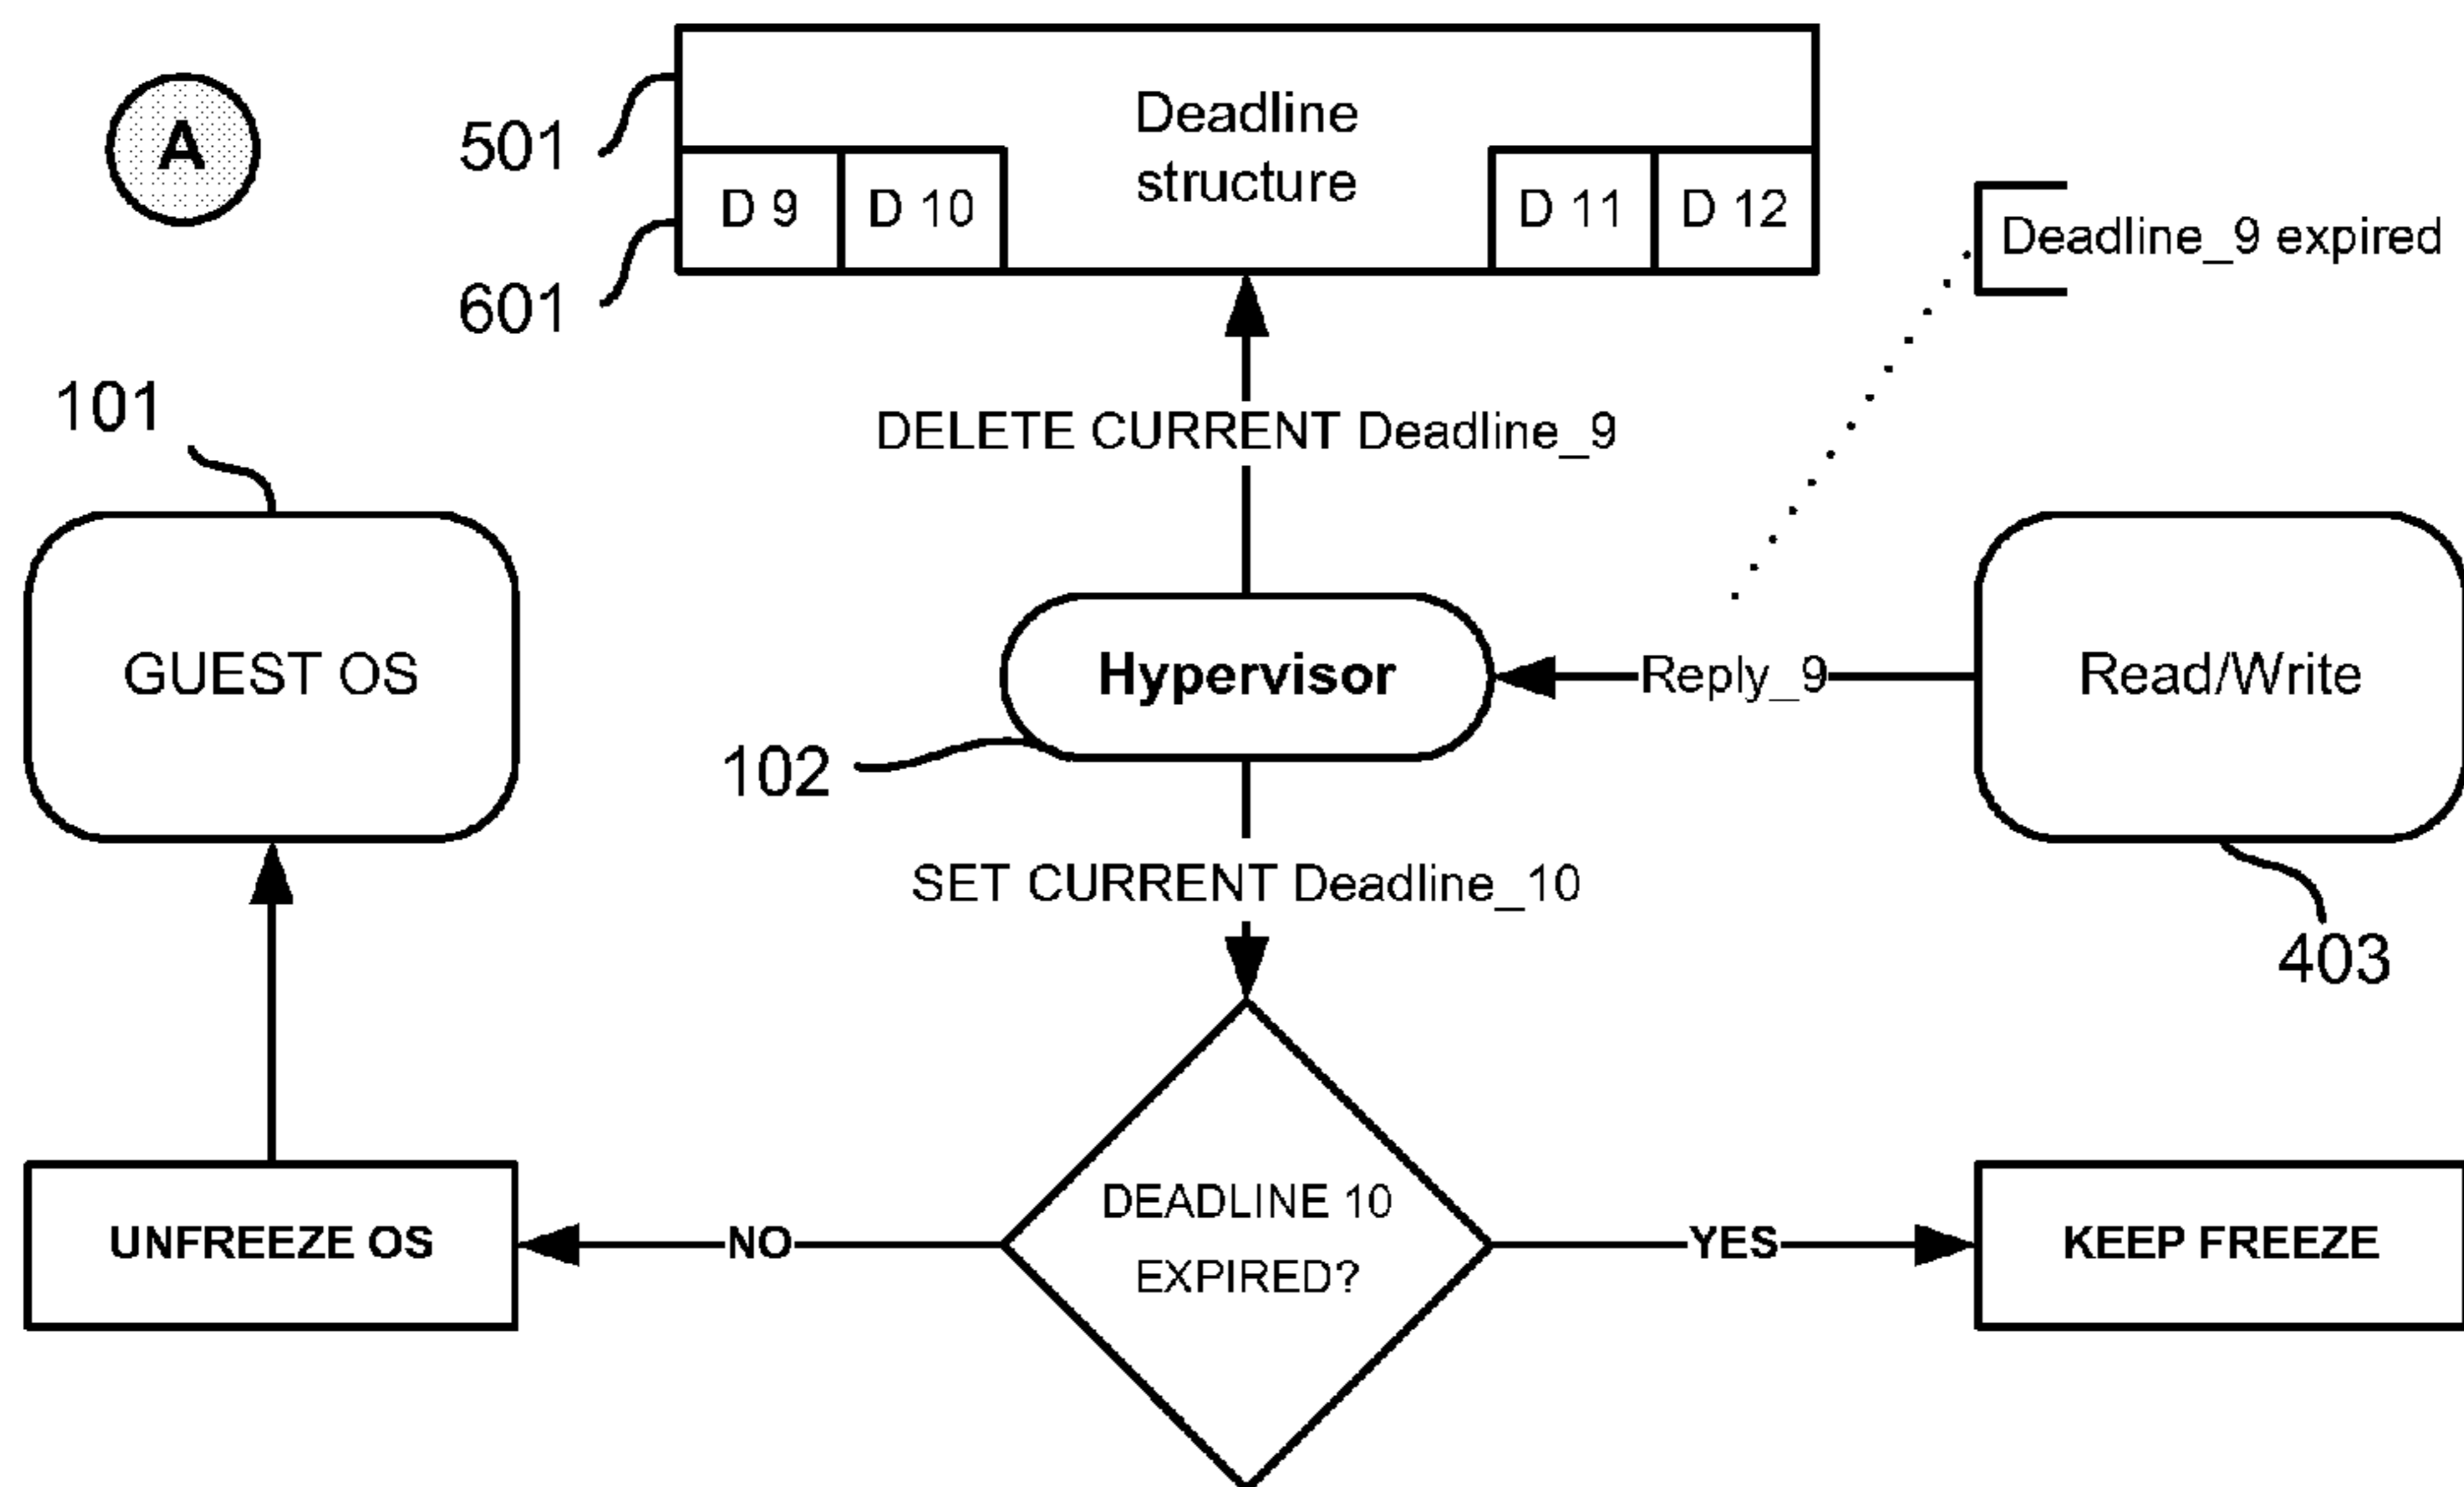 A
501
Deadline
structure
D 9
D 10
D 11
D 12
601
Deadline_9 expired
101
DELETE CURRENT Deadline_9
GUEST OS
Hypervisor
Reply_9
Read/Write
102
SET CURRENT Deadline_10
403
DEADLINE 10
EXPIRED?
UNFREEZE OS
NO
YES
KEEP FREEZE